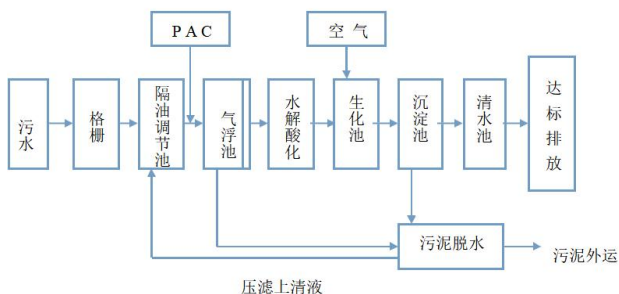 PAC
空气
污水
格栅
隔油调节池
气浮池
水解酸化
生化池
沉淀池
清水池
达标排放
污泥脱水
污泥外运
压滤上清液